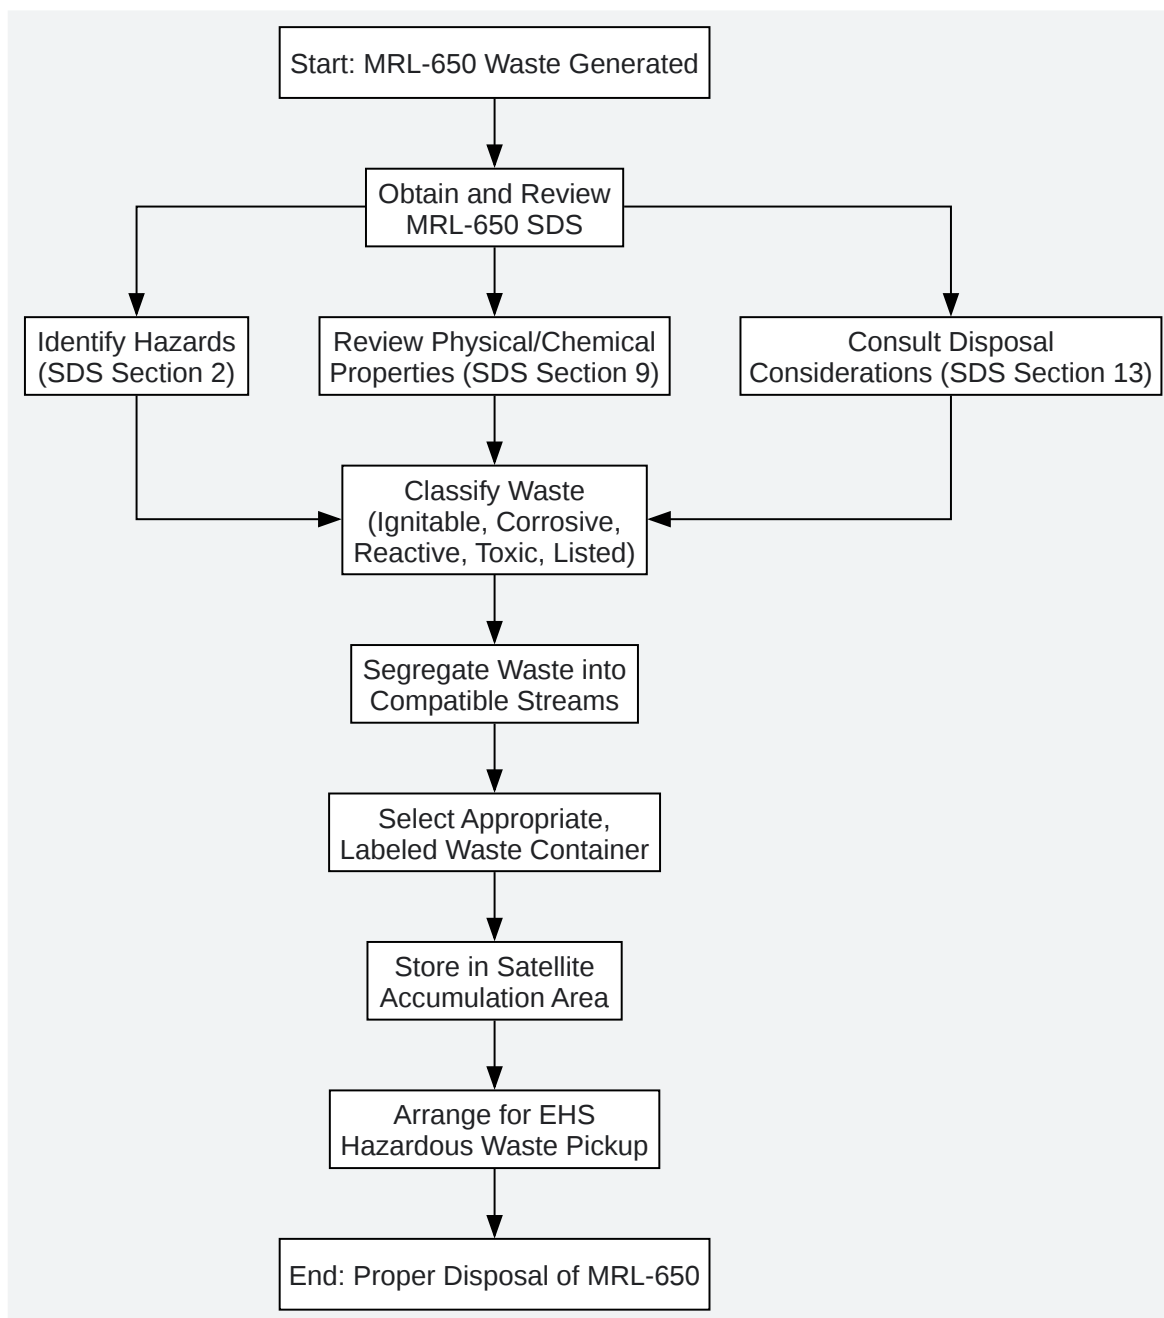 Start: MRL-650 Waste Generated
Obtain and Review
MRL-650 SDS
Identify Hazards
(SDS Section 2)
Review Physical/Chemical
Properties (SDS Section 9)
Consult Disposal
Considerations (SDS Section 13)
Classify Waste
(Ignitable, Corrosive,
Reactive, Toxic, Listed)
Segregate Waste into
Compatible Streams
Select Appropriate,
Labeled Waste Container
Store in Satellite
Accumulation Area
Arrange for EHS
Hazardous Waste Pickup
End: Proper Disposal of MRL-650